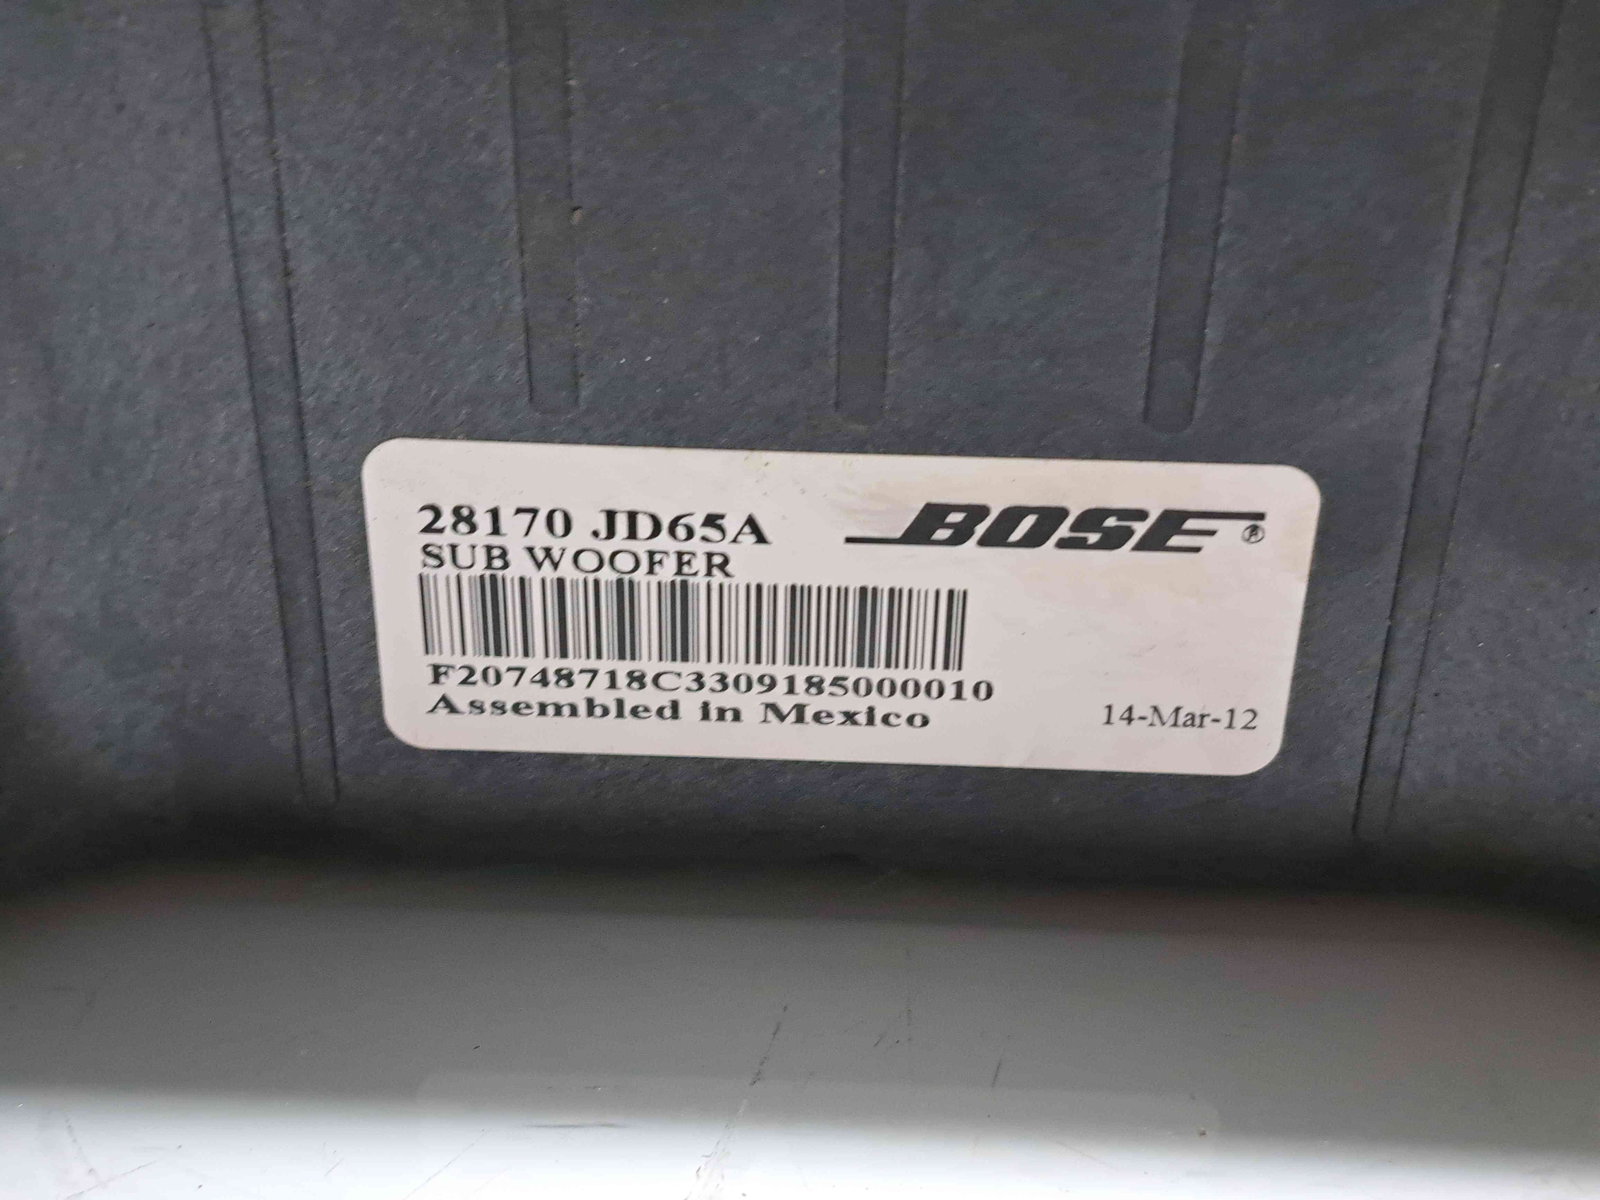 28170 JD65A BOSE®
SUB WOOFER
F20748718C3309185000010
Assembled in Mexico
14-Mar-12